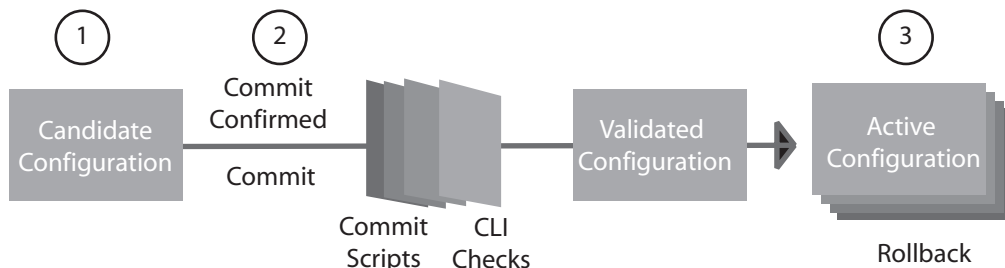 1
2
3
Candidate
Configuration
Commit
Confirmed
Commit
Commit
Scripts
CLI
Checks
Validated
Configuration
Active
Configuration
Rollback